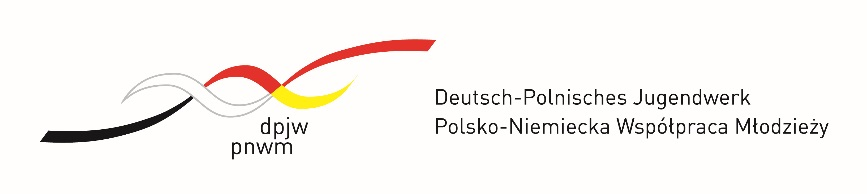 dpjw
pnwm
Deutsch-Polnisches Jugendwerk
Polsko-Niemiecka Współpraca Młodzieży